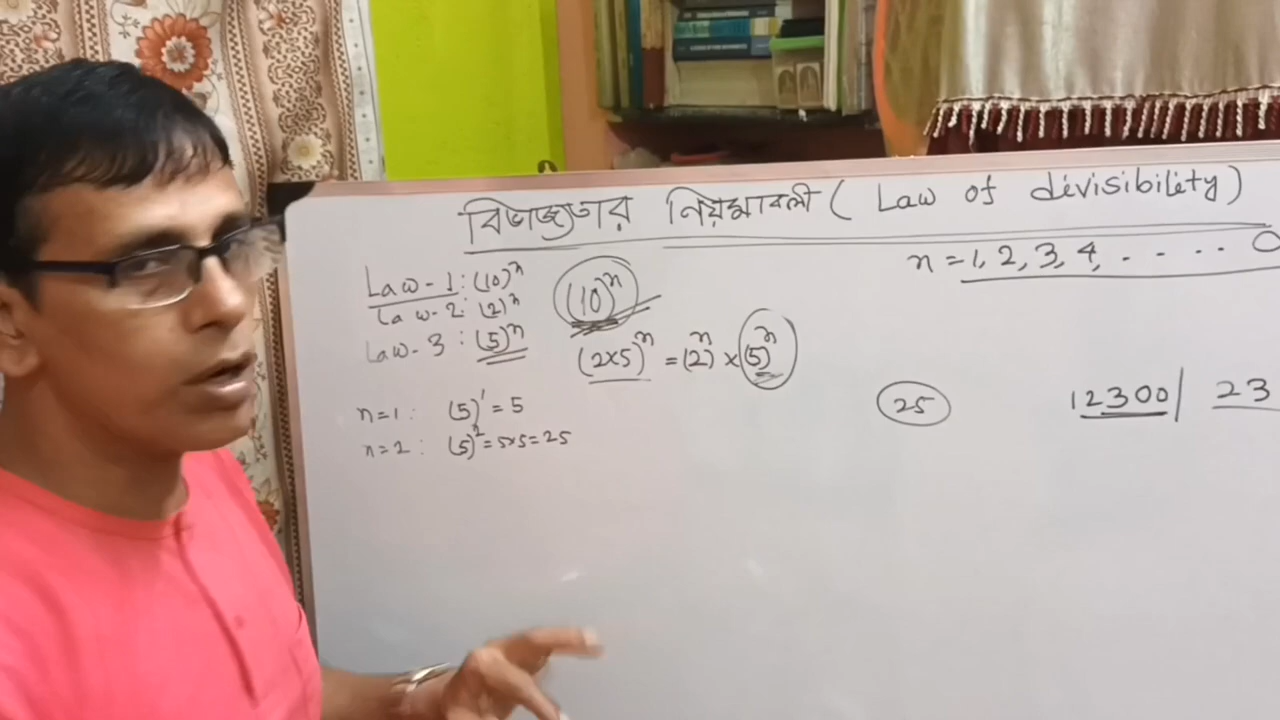 বিভাজ্যতার নিয়মাবলী ( Law of devisibility )
n = 1, 2, 3, 4, . . . .
Law - 1 : (10)ⁿ
Law - 2 : (2)ⁿ
Law - 3 : (5)ⁿ
(10)ⁿ
(2×5)ⁿ = (2)ⁿ × (5)ⁿ
n = 1 : (5)¹ = 5
n = 2 : (5)² = 5×5 = 25
25
12300 | 23